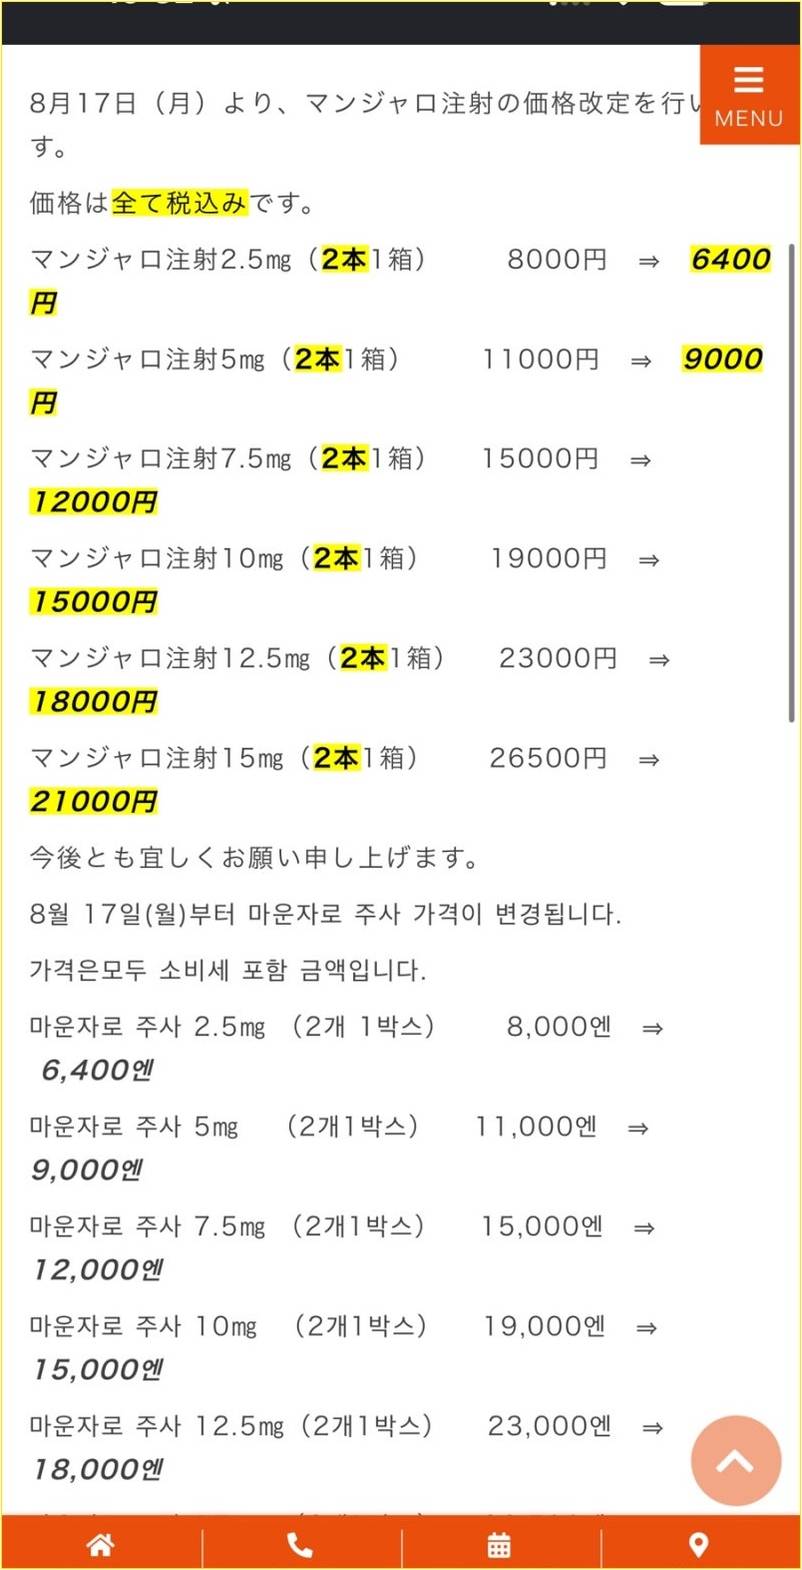 8月17日（月）より、マンジャロ注射の価格改定を行い
す。
MENU
価格は全て税込みです。
マンジャロ注射2.5㎎（2本1箱） 8000円 ⇒ 6400
円
マンジャロ注射5㎎（2本1箱） 11000円 ⇒ 9000
円
マンジャロ注射7.5㎎（2本1箱） 15000円 ⇒
12000円
マンジャロ注射10㎎（2本1箱） 19000円 ⇒
15000円
マンジャロ注射12.5㎎（2本1箱） 23000円 ⇒
18000円
マンジャロ注射15㎎（2本1箱） 26500円 ⇒
21000円
今後とも宜しくお願い申し上げます。
8월 17일(월)부터 마운자로 주사 가격이 변경됩니다.
가격은모두 소비세 포함 금액입니다.
마운자로 주사 2.5㎎ （2개 1박스） 8,000엔 ⇒
6,400엔
마운자로 주사 5㎎ （2개1박스） 11,000엔 ⇒
9,000엔
마운자로 주사 7.5㎎ （2개1박스） 15,000엔 ⇒
12,000엔
마운자로 주사 10㎎ （2개1박스） 19,000엔 ⇒
15,000엔
마운자로 주사 12.5㎎（2개1박스） 23,000엔 ⇒
18,000엔